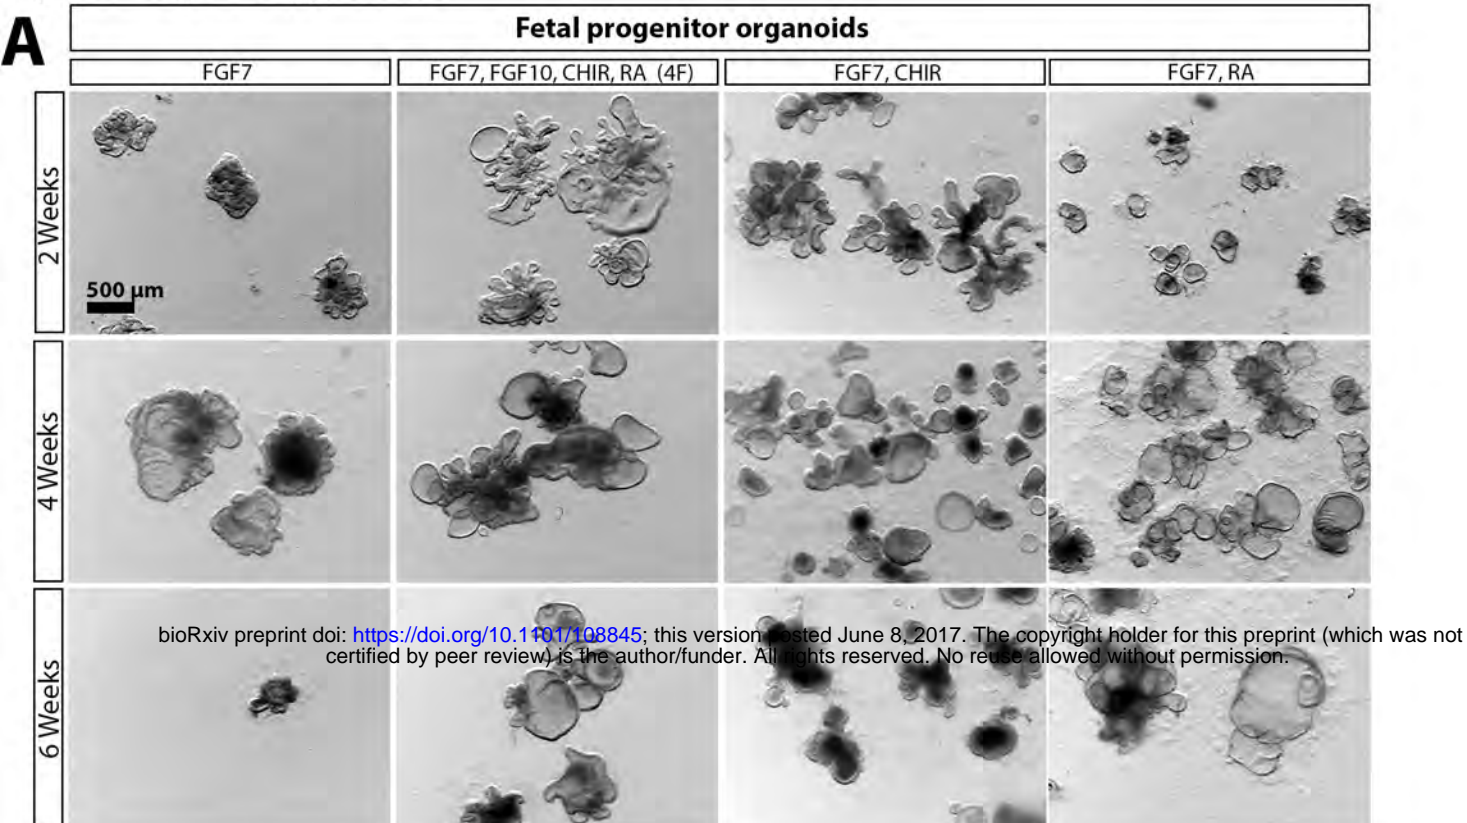 A
Fetal progenitor organoids
FGF7
FGF7, FGF10, CHIR, RA (4F)
FGF7, CHIR
FGF7, RA
2 Weeks
500 µm
4 Weeks
6 Weeks
bioRxiv preprint doi: https://doi.org/10.1101/108845; this version posted June 8, 2017. The copyright holder for this preprint (which was not
certified by peer review) is the author/funder. All rights reserved. No reuse allowed without permission.